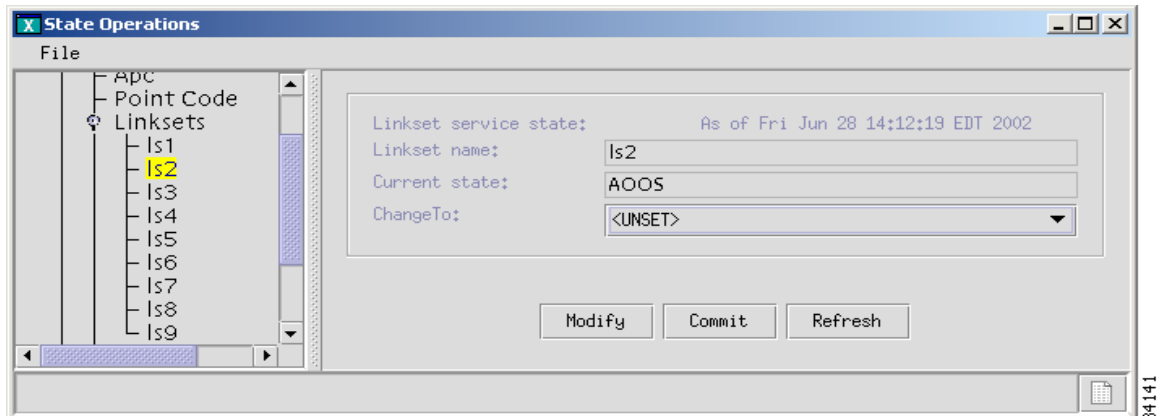 State Operations
File
Apc
Point Code
Linksets
ls1
ls2
ls3
ls4
ls5
ls6
ls7
ls8
ls9
Linkset service state: As of Fri Jun 28 14:12:19 EDT 2002
Linkset name: ls2
Current state: AOOS
ChangeTo: <UNSET>
Modify Commit Refresh